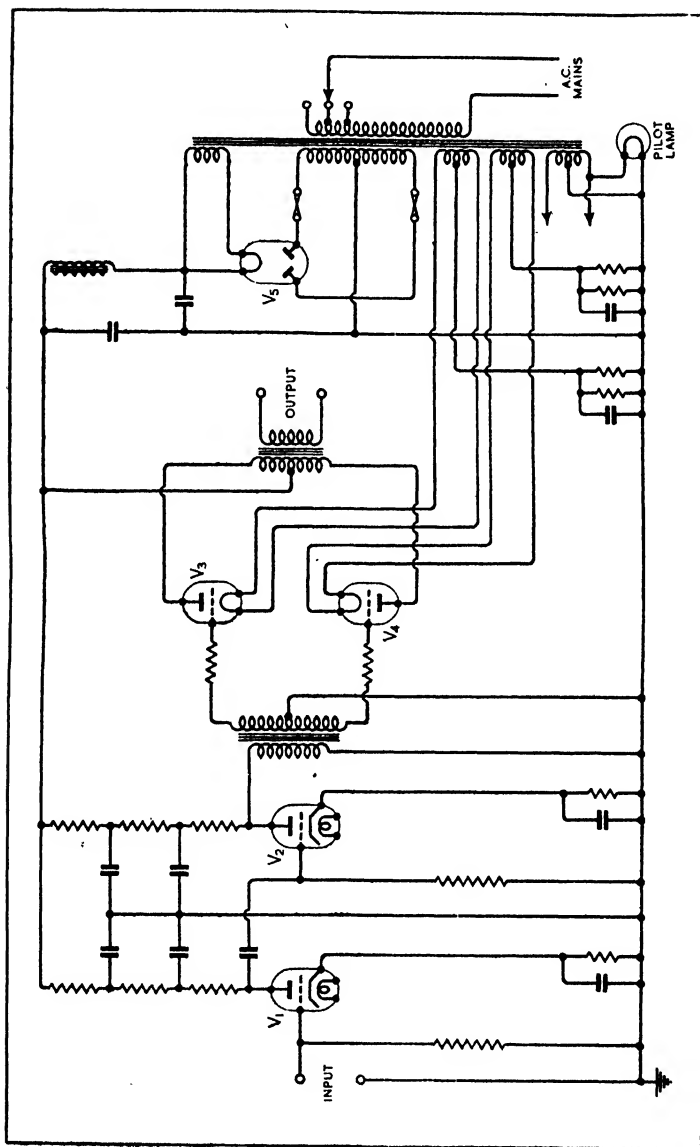 A.C.
MAINS
PILOT
LAMP
V5
OUTPUT
V3
V4
V2
V1
INPUT